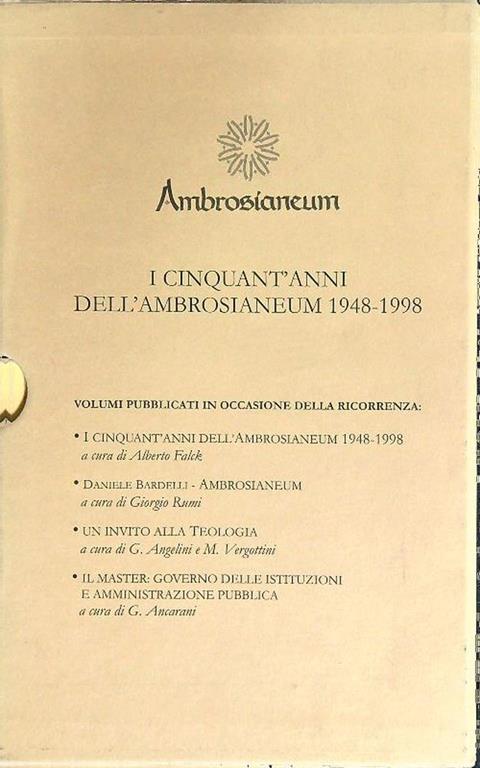 Ambrosianeum
I CINQUANT'ANNI
DELL'AMBROSIANEUM 1948-1998
VOLUMI PUBBLICATI IN OCCASIONE DELLA RICORRENZA:
• I CINQUANT'ANNI DELL'AMBROSIANEUM 1948-1998
a cura di Alberto Falck
• DANIELE BARDELLI - AMBROSIANEUM
a cura di Giorgio Rumi
• UN INVITO ALLA TEOLOGIA
a cura di G. Angelini e M. Vergottini
• IL MASTER: GOVERNO DELLE ISTITUZIONI
E AMMINISTRAZIONE PUBBLICA
a cura di G. Ancarani